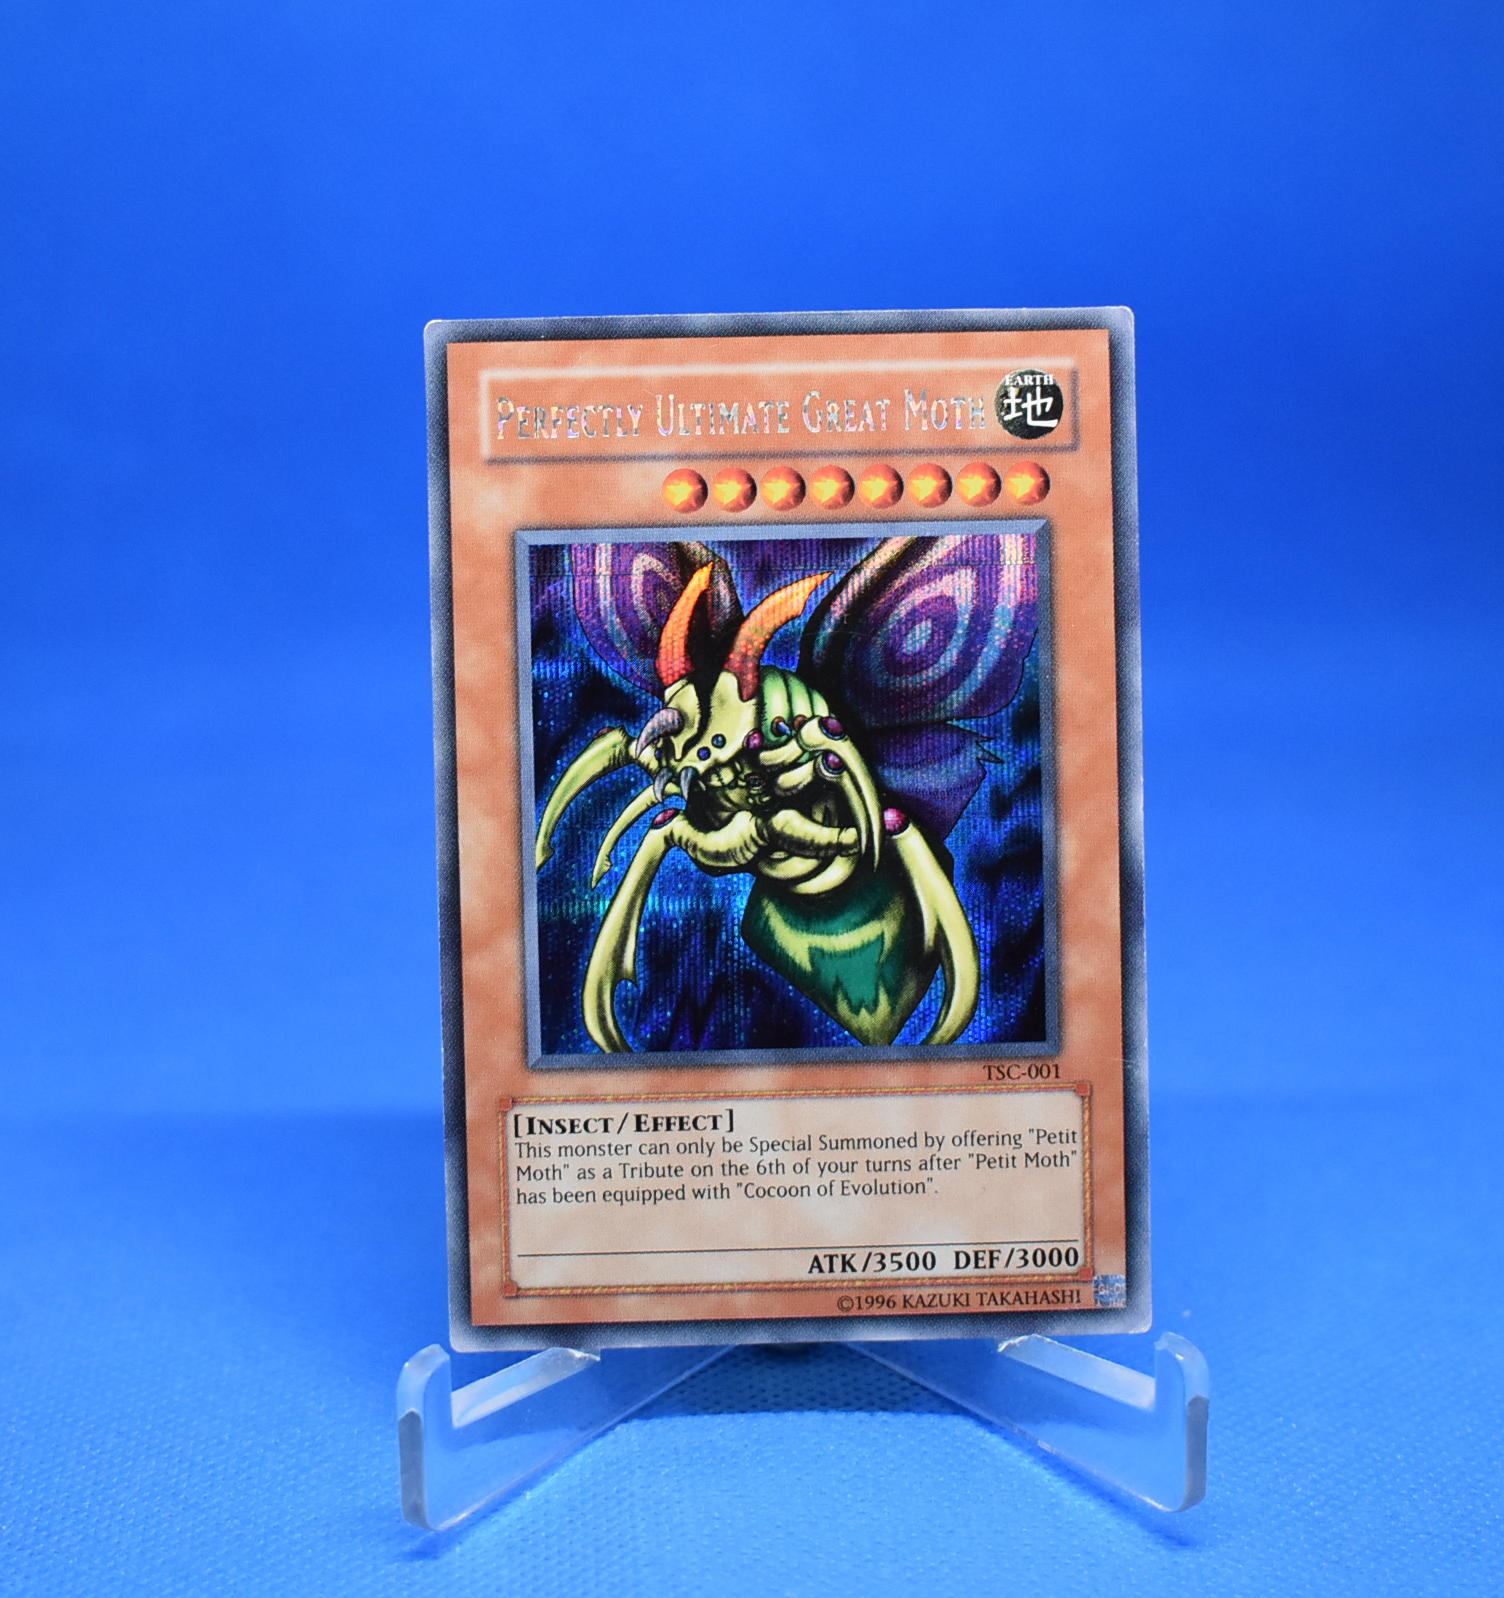 PERFECTLY ULTIMATE GREAT MOTH
EARTH
地
TSC-001
[INSECT/EFFECT]
This monster can only be Special Summoned by offering "Petit
Moth" as a Tribute on the 6th of your turns after "Petit Moth"
has been equipped with "Cocoon of Evolution".
ATK/3500 DEF/3000
©1996 KAZUKI TAKAHASHI